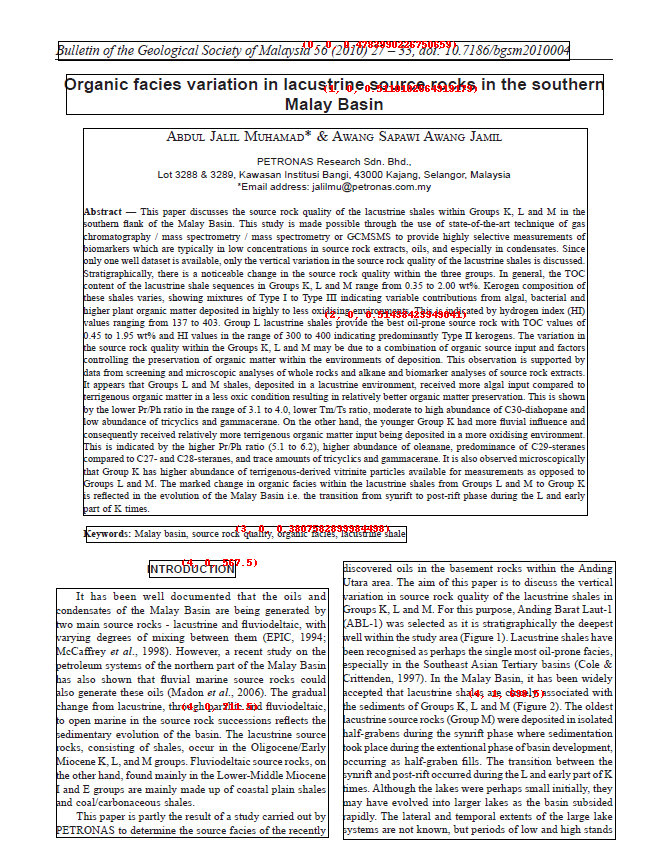 Bulletin of the Geological Society of Malaysia 56 (2010) 27 – 33, doi: 10.7186/bgsm2010004
Organic facies variation in lacustrine source rocks in the southern
Malay Basin
Abdul Jalil Muhamad* & Awang Sapawi Awang Jamil
PETRONAS Research Sdn. Bhd.,
Lot 3288 & 3289, Kawasan Institusi Bangi, 43000 Kajang, Selangor, Malaysia
*Email address: jalilmu@petronas.com.my
Abstract — This paper discusses the source rock quality of the lacustrine shales within Groups K, L and M in the
southern flank of the Malay Basin. This study is made possible through the use of state-of-the-art technique of gas
chromatography / mass spectrometry / mass spectrometry or GCMSMS to provide highly selective measurements of
biomarkers which are typically in low concentrations in source rock extracts, oils, and especially in condensates. Since
only one well dataset is available, only the vertical variation in the source rock quality of the lacustrine shales is discussed.
Stratigraphically, there is a noticeable change in the source rock quality within the three groups. In general, the TOC
content of the lacustrine shale sequences in Groups K, L and M range from 0.35 to 2.00 wt%. Kerogen composition of
these shales varies, showing mixtures of Type I to Type III indicating variable contributions from algal, bacterial and
higher plant organic matter deposited in highly to less oxidising environments. This is indicated by hydrogen index (HI)
values ranging from 137 to 403. Group L lacustrine shales provide the best oil-prone source rock with TOC values of
0.45 to 1.95 wt% and HI values in the range of 300 to 400 indicating predominantly Type II kerogens. The variation in
the source rock quality within the Groups K, L and M may be due to a combination of organic source input and factors
controlling the preservation of organic matter within the environments of deposition. This observation is supported by
data from screening and microscopic analyses of whole rocks and alkane and biomarker analyses of source rock extracts.
It appears that Groups L and M shales, deposited in a lacustrine environment, received more algal input compared to
terrigenous organic matter in a less oxic condition resulting in relatively better organic matter preservation. This is shown
by the lower Pr/Ph ratio in the range of 3.1 to 4.0, lower Tm/Ts ratio, moderate to high abundance of C30-diahopane and
low abundance of tricyclics and gammacerane. On the other hand, the younger Group K had more fluvial influence and
consequently received relatively more terrigenous organic matter input being deposited in a more oxidising environment.
This is indicated by the higher Pr/Ph ratio (5.1 to 6.2), higher abundance of oleanane, predominance of C29-steranes
compared to C27- and C28-steranes, and trace amounts of tricyclics and gammacerane. It is also observed microscopically
that Group K has higher abundance of terrigenous-derived vitrinite particles available for measurements as opposed to
Groups L and M. The marked change in organic facies within the lacustrine shales from Groups L and M to Group K
is reflected in the evolution of the Malay Basin i.e. the transition from synrift to post-rift phase during the L and early
part of K times.
Keywords: Malay basin, source rock quality, organic facies, lacustrine shale
INTRODUCTION
It has been well documented that the oils and
condensates of the Malay Basin are being generated by
two main source rocks - lacustrine and fluviodeltaic, with
varying degrees of mixing between them (EPIC, 1994;
McCaffrey et al., 1998). However, a recent study on the
petroleum systems of the northern part of the Malay Basin
has also shown that fluvial marine source rocks could
also generate these oils (Madon et al., 2006). The gradual
change from lacustrine, through and fluviodeltaic,
to open marine in the source rock successions reflects the
sedimentary evolution of the basin. The lacustrine source
rocks, consisting of shales, occur in the Oligocene/Early
Miocene K, L, and M groups. Fluviodeltaic source rocks, on
the other hand, found mainly in the Lower-Middle Miocene
I and E groups are mainly made up of coastal plain shales
and coal/carbonaceous shales.
This paper is partly the result of a study carried out by
PETRONAS to determine the source facies of the recently
discovered oils in the basement rocks within the Anding
Utara area. The aim of this paper is to discuss the vertical
variation in source rock quality of the lacustrine shales in
Groups K, L and M. For this purpose, Anding Barat Laut-1
(ABL-1) was selected as it is stratigraphically the deepest
well within the study area (Figure 1). Lacustrine shales have
been recognised as perhaps the single most oil-prone facies,
especially in the Southeast Asian Tertiary basins (Cole &
Crittenden, 1997). In the Malay Basin, it has been widely
accepted that lacustrine shales are associated with
the sediments of Groups K, L and M (Figure 2). The oldest
lacustrine source rocks (Group M) were deposited in isolated
half-grabens during the synrift phase where sedimentation
took place during the extentional phase of basin development,
occurring as half-graben fills. The transition between the
synrift and post-rift occurred during the L and early part of K
times. Although the lakes were perhaps small initially, they
may have evolved into larger lakes as the basin subsided
rapidly. The lateral and temporal extents of the large lake
systems are not known, but periods of low and high stands